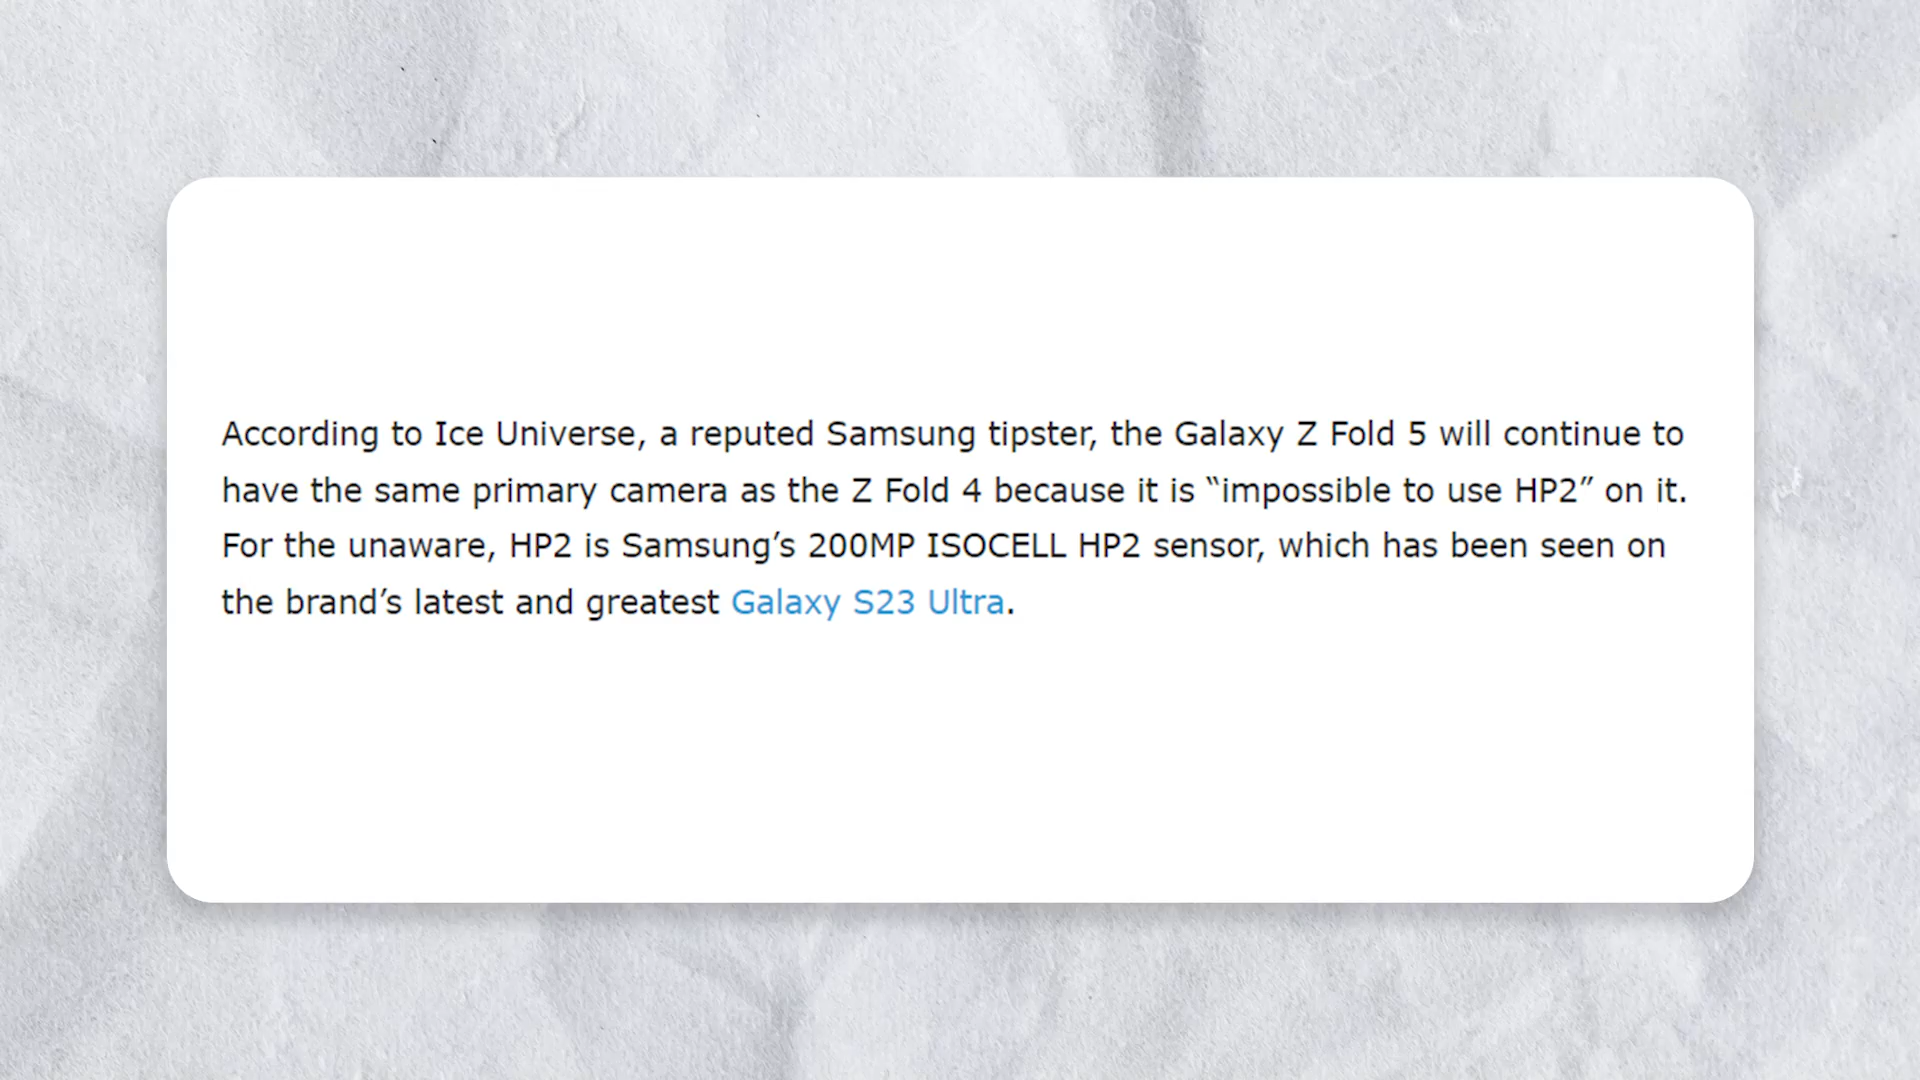 According to Ice Universe, a reputed Samsung tipster, the Galaxy Z Fold 5 will continue to
have the same primary camera as the Z Fold 4 because it is “impossible to use HP2” on it.
For the unaware, HP2 is Samsung’s 200MP ISOCELL HP2 sensor, which has been seen on
the brand’s latest and greatest Galaxy S23 Ultra.